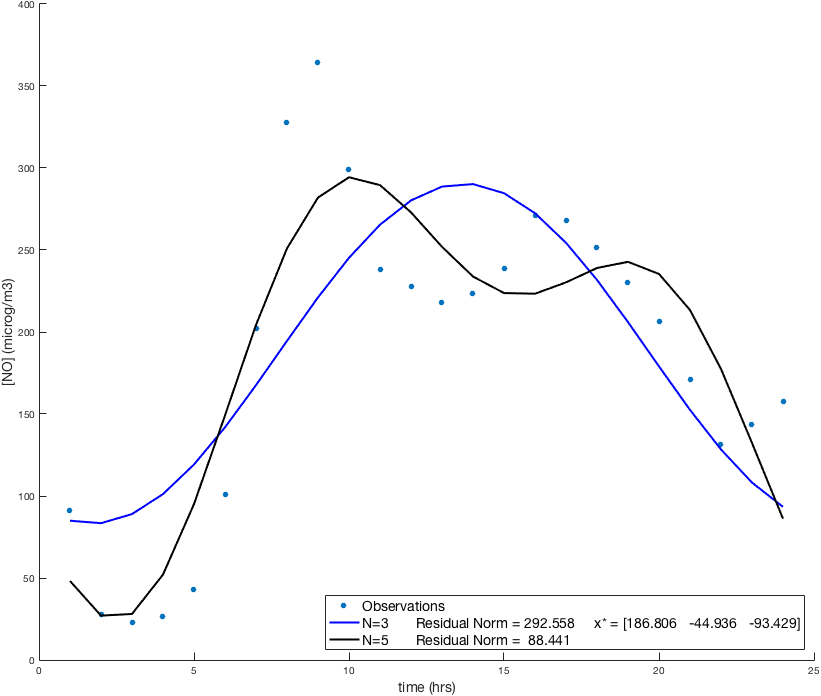 400
350
300
250
200
150
100
50
0
[NO] (microg/m3)
0 5 10 15 20 25
time (hrs)
Observations
N=3 Residual Norm = 292.558 x* = [186.806 -44.936 -93.429]
N=5 Residual Norm = 88.441